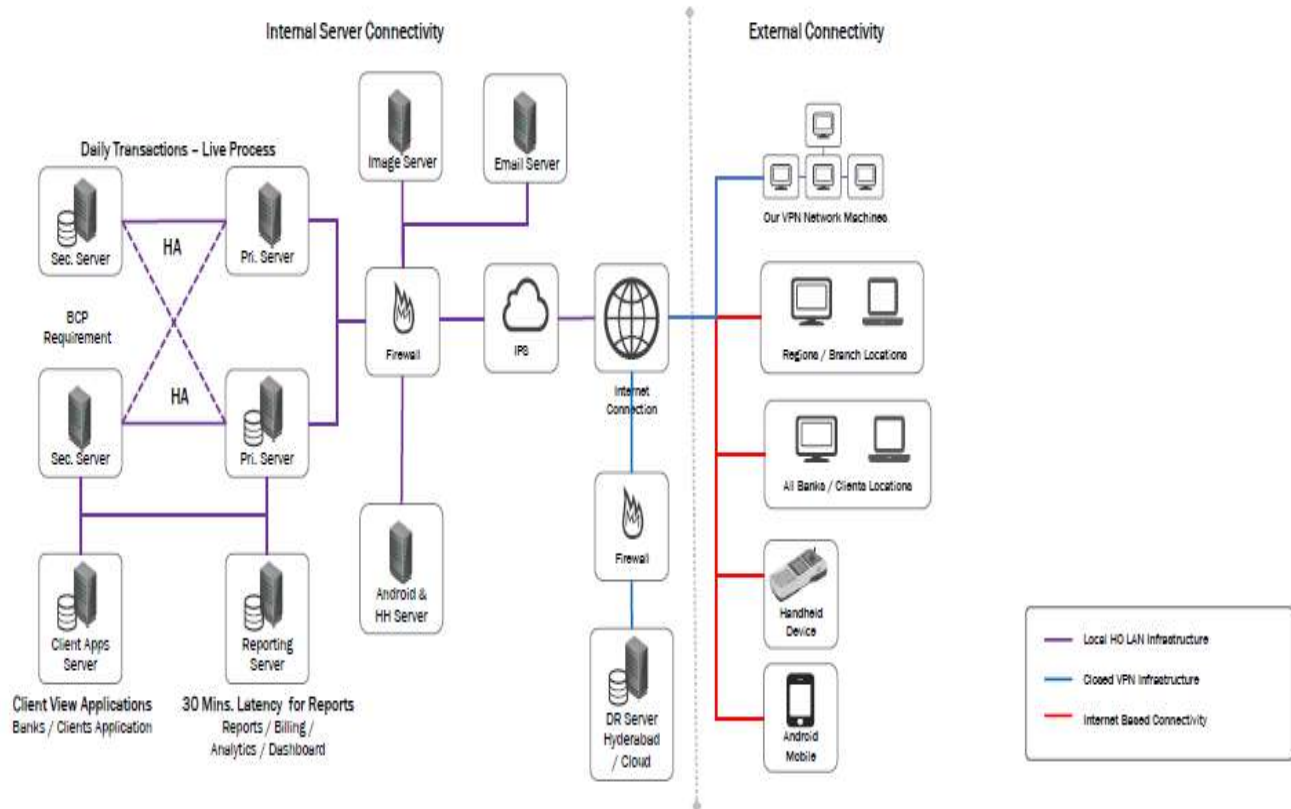 Internal Server Connectivity
External Connectivity
Daily Transactions – Live Process
Image Server
Email Server
Sec. Server
HA
Pri. Server
BCP
Requirement
Firewall
IPS
Internet
Connection
Our VPN Network Machines
Regions / Branch Locations
HA
Sec. Server
Pri. Server
All Banks / Clients Locations
Firewall
Android &
HH Server
Handheld
Device
Client Apps
Server
Reporting
Server
DR Server
Hyderabad
/ Cloud
Android
Mobile
Client View Applications
Banks / Clients Application
30 Mins. Latency for Reports
Reports / Billing /
Analytics / Dashboard
Local HO LAN Infrastructure
Closed VPN Infrastructure
Internet Based Connectivity